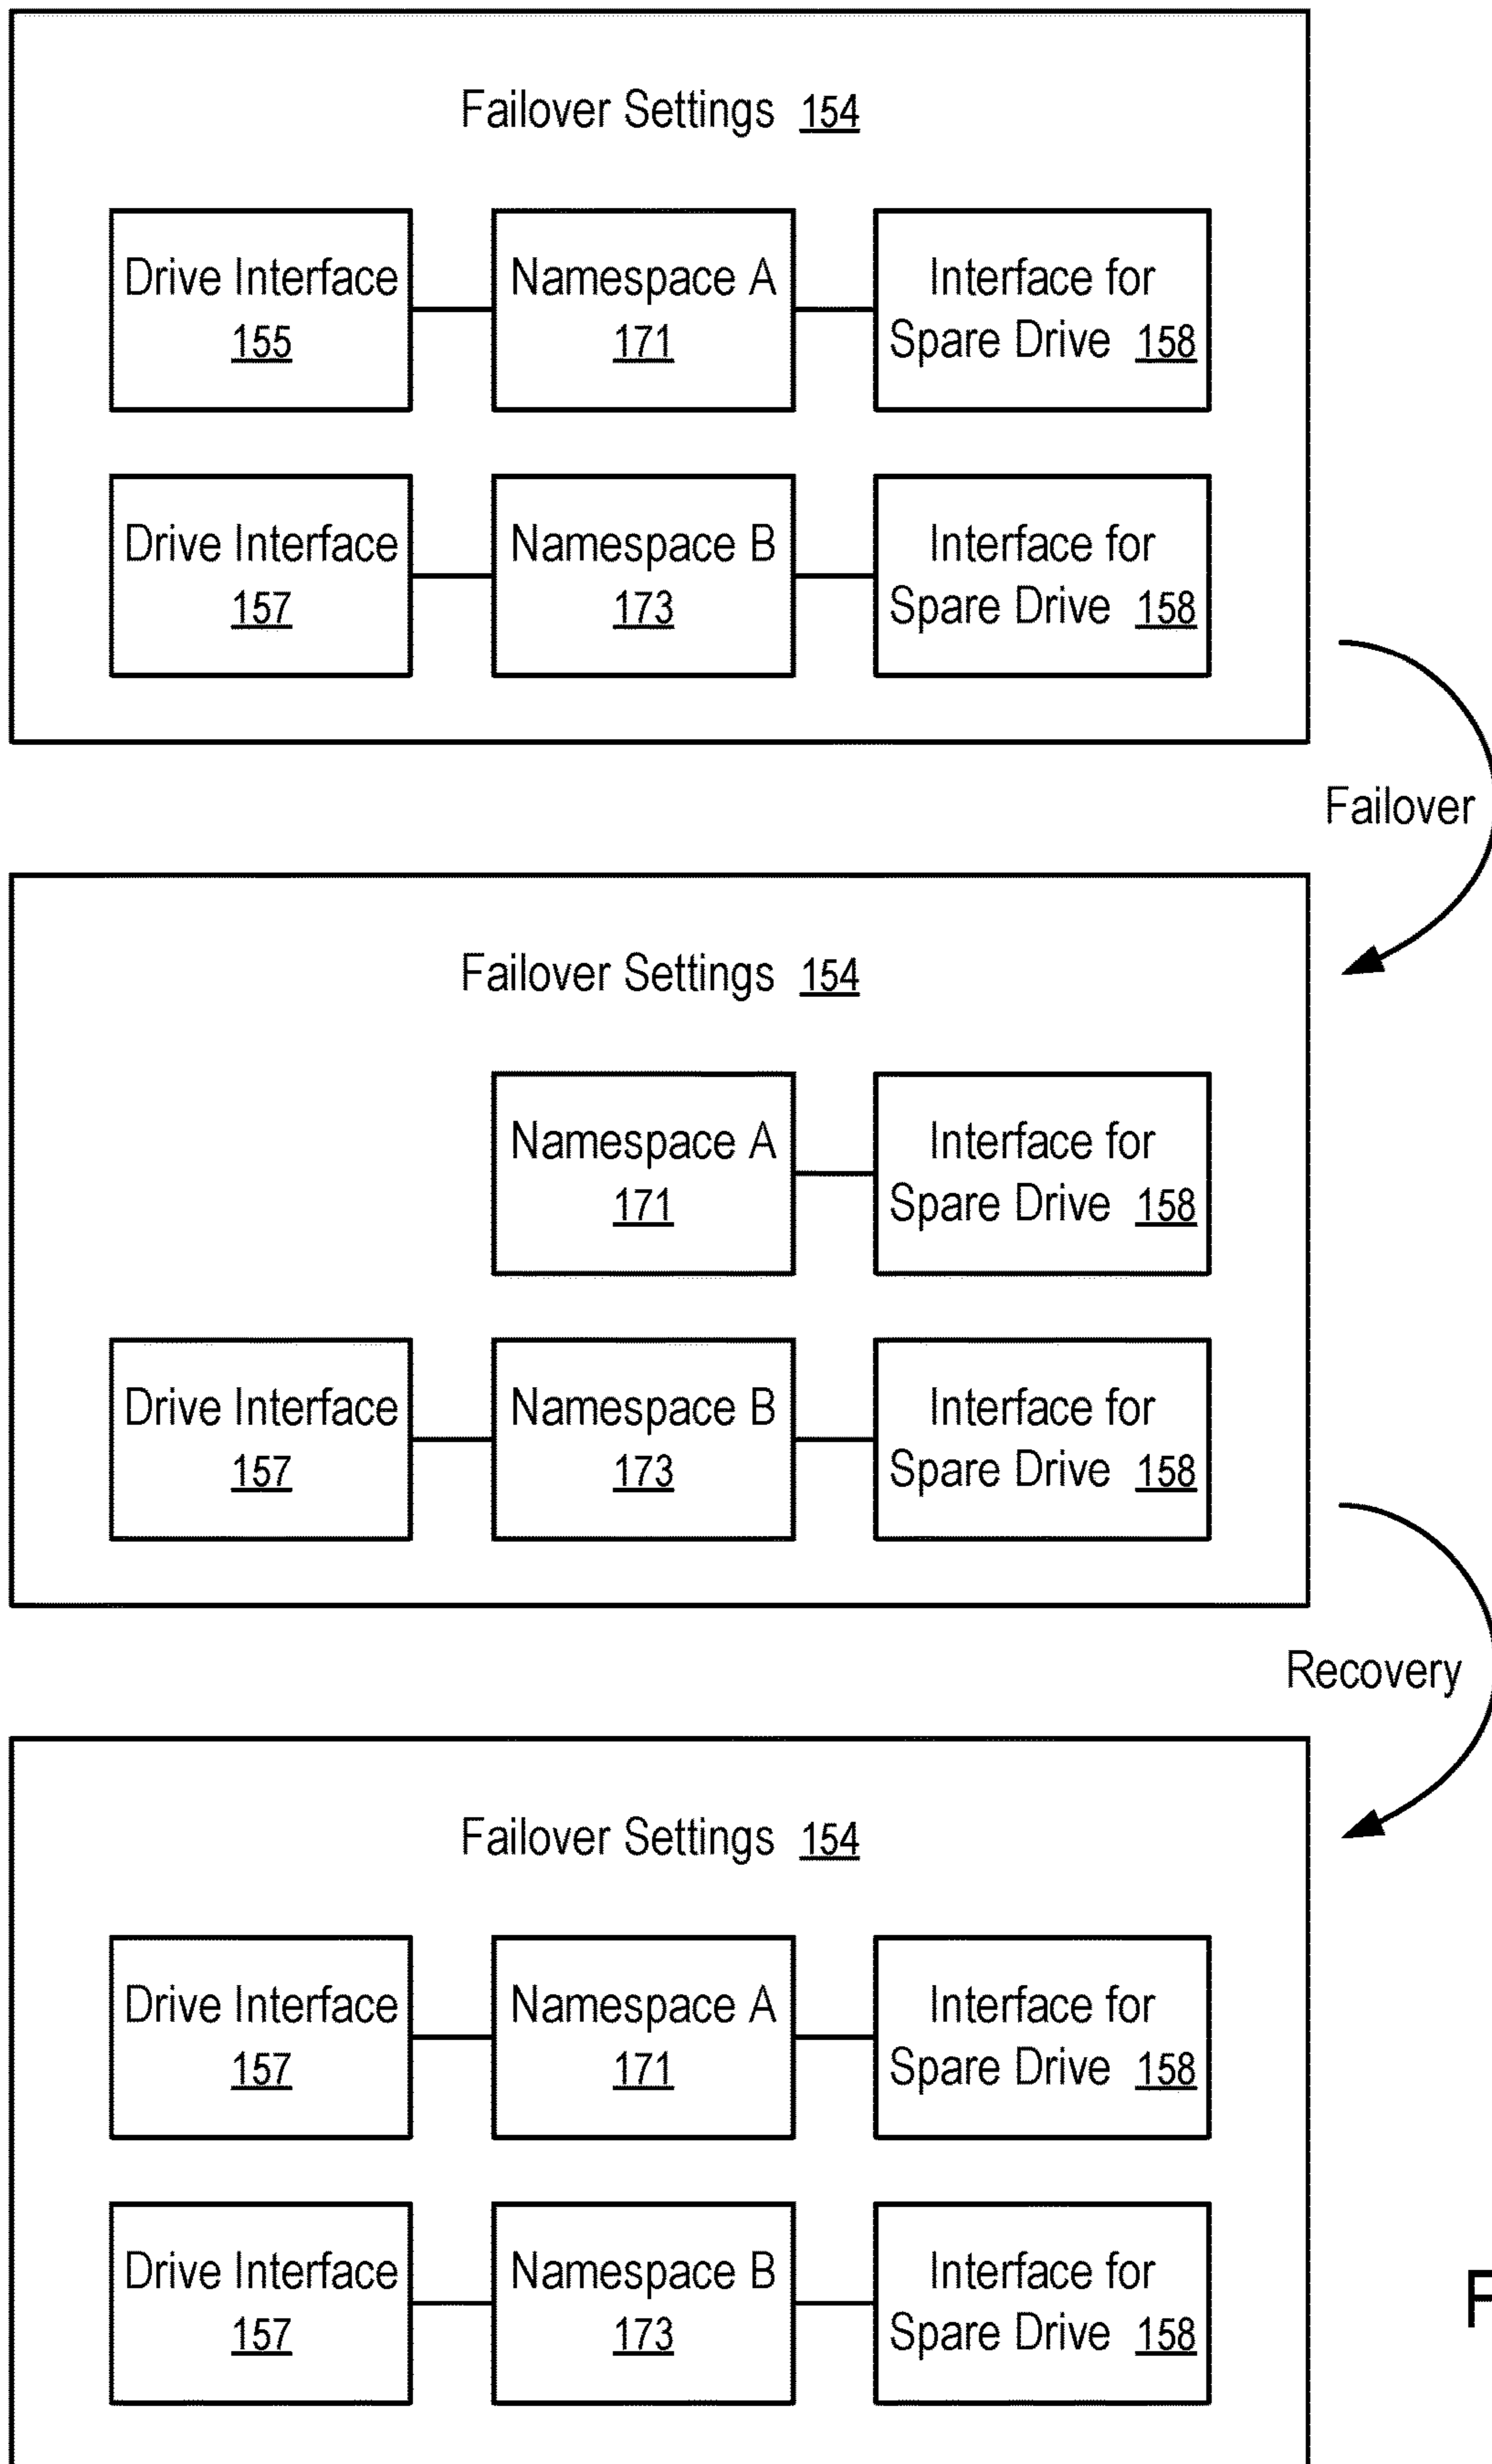 Failover Settings 154
Drive Interface
155
Namespace A
171
Interface for
Spare Drive 158
Drive Interface
157
Namespace B
173
Interface for
Spare Drive 158
Failover
Failover Settings 154
Namespace A
171
Interface for
Spare Drive 158
Drive Interface
157
Namespace B
173
Interface for
Spare Drive 158
Recovery
Failover Settings 154
Drive Interface
157
Namespace A
171
Interface for
Spare Drive 158
Drive Interface
157
Namespace B
173
Interface for
Spare Drive 158
F